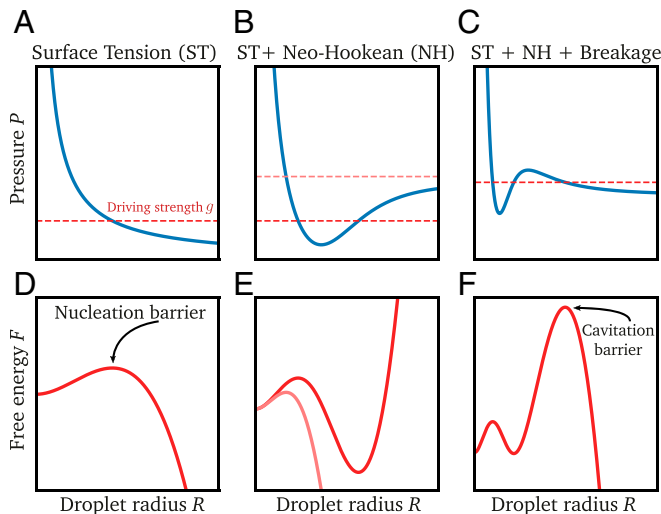 A
B
C
Surface Tension (ST)
ST+ Neo-Hookean (NH)
ST + NH + Breakage
Pressure P
Driving strength g
D
E
F
Nucleation barrier
Cavitation
barrier
Free energy F
Droplet radius R
Droplet radius R
Droplet radius R